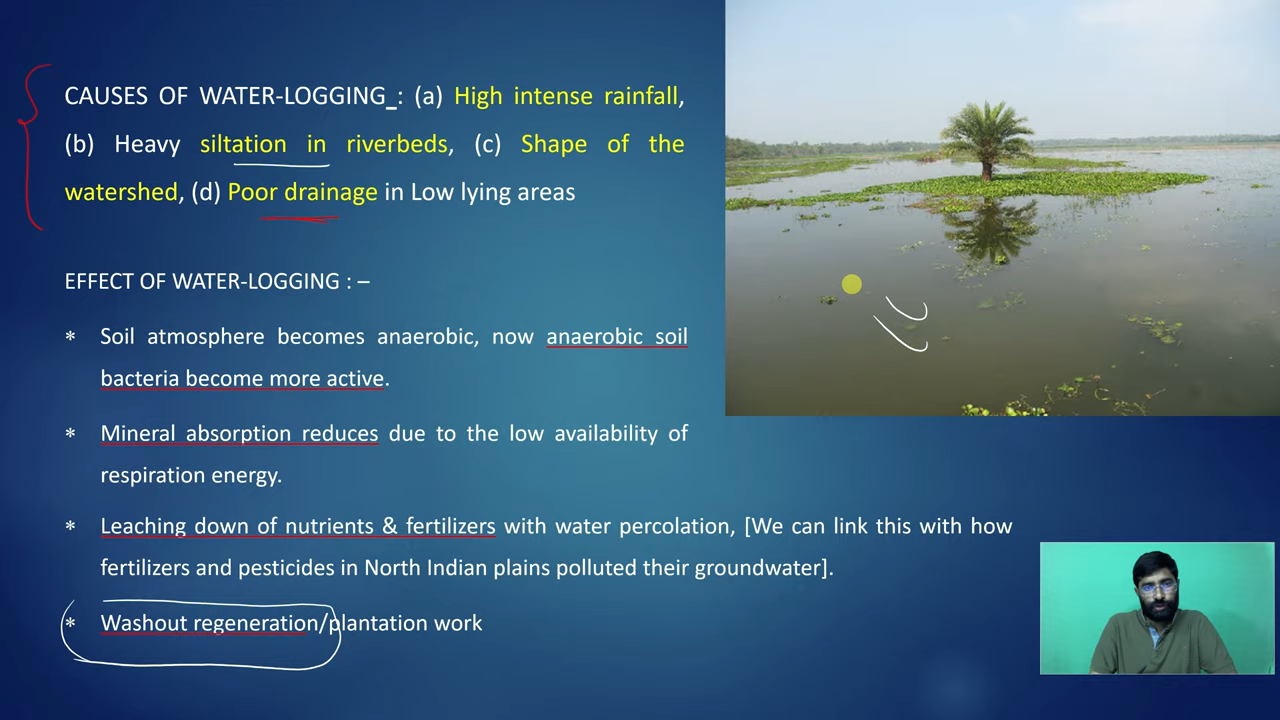 CAUSES OF WATER-LOGGING_: (a) High intense rainfall,
(b) Heavy siltation in riverbeds, (c) Shape of the
watershed, (d) Poor drainage in Low lying areas
EFFECT OF WATER-LOGGING : –
* Soil atmosphere becomes anaerobic, now anaerobic soil
bacteria become more active.
* Mineral absorption reduces due to the low availability of
respiration energy.
* Leaching down of nutrients & fertilizers with water percolation, [We can link this with how
fertilizers and pesticides in North Indian plains polluted their groundwater].
* Washout regeneration/plantation work